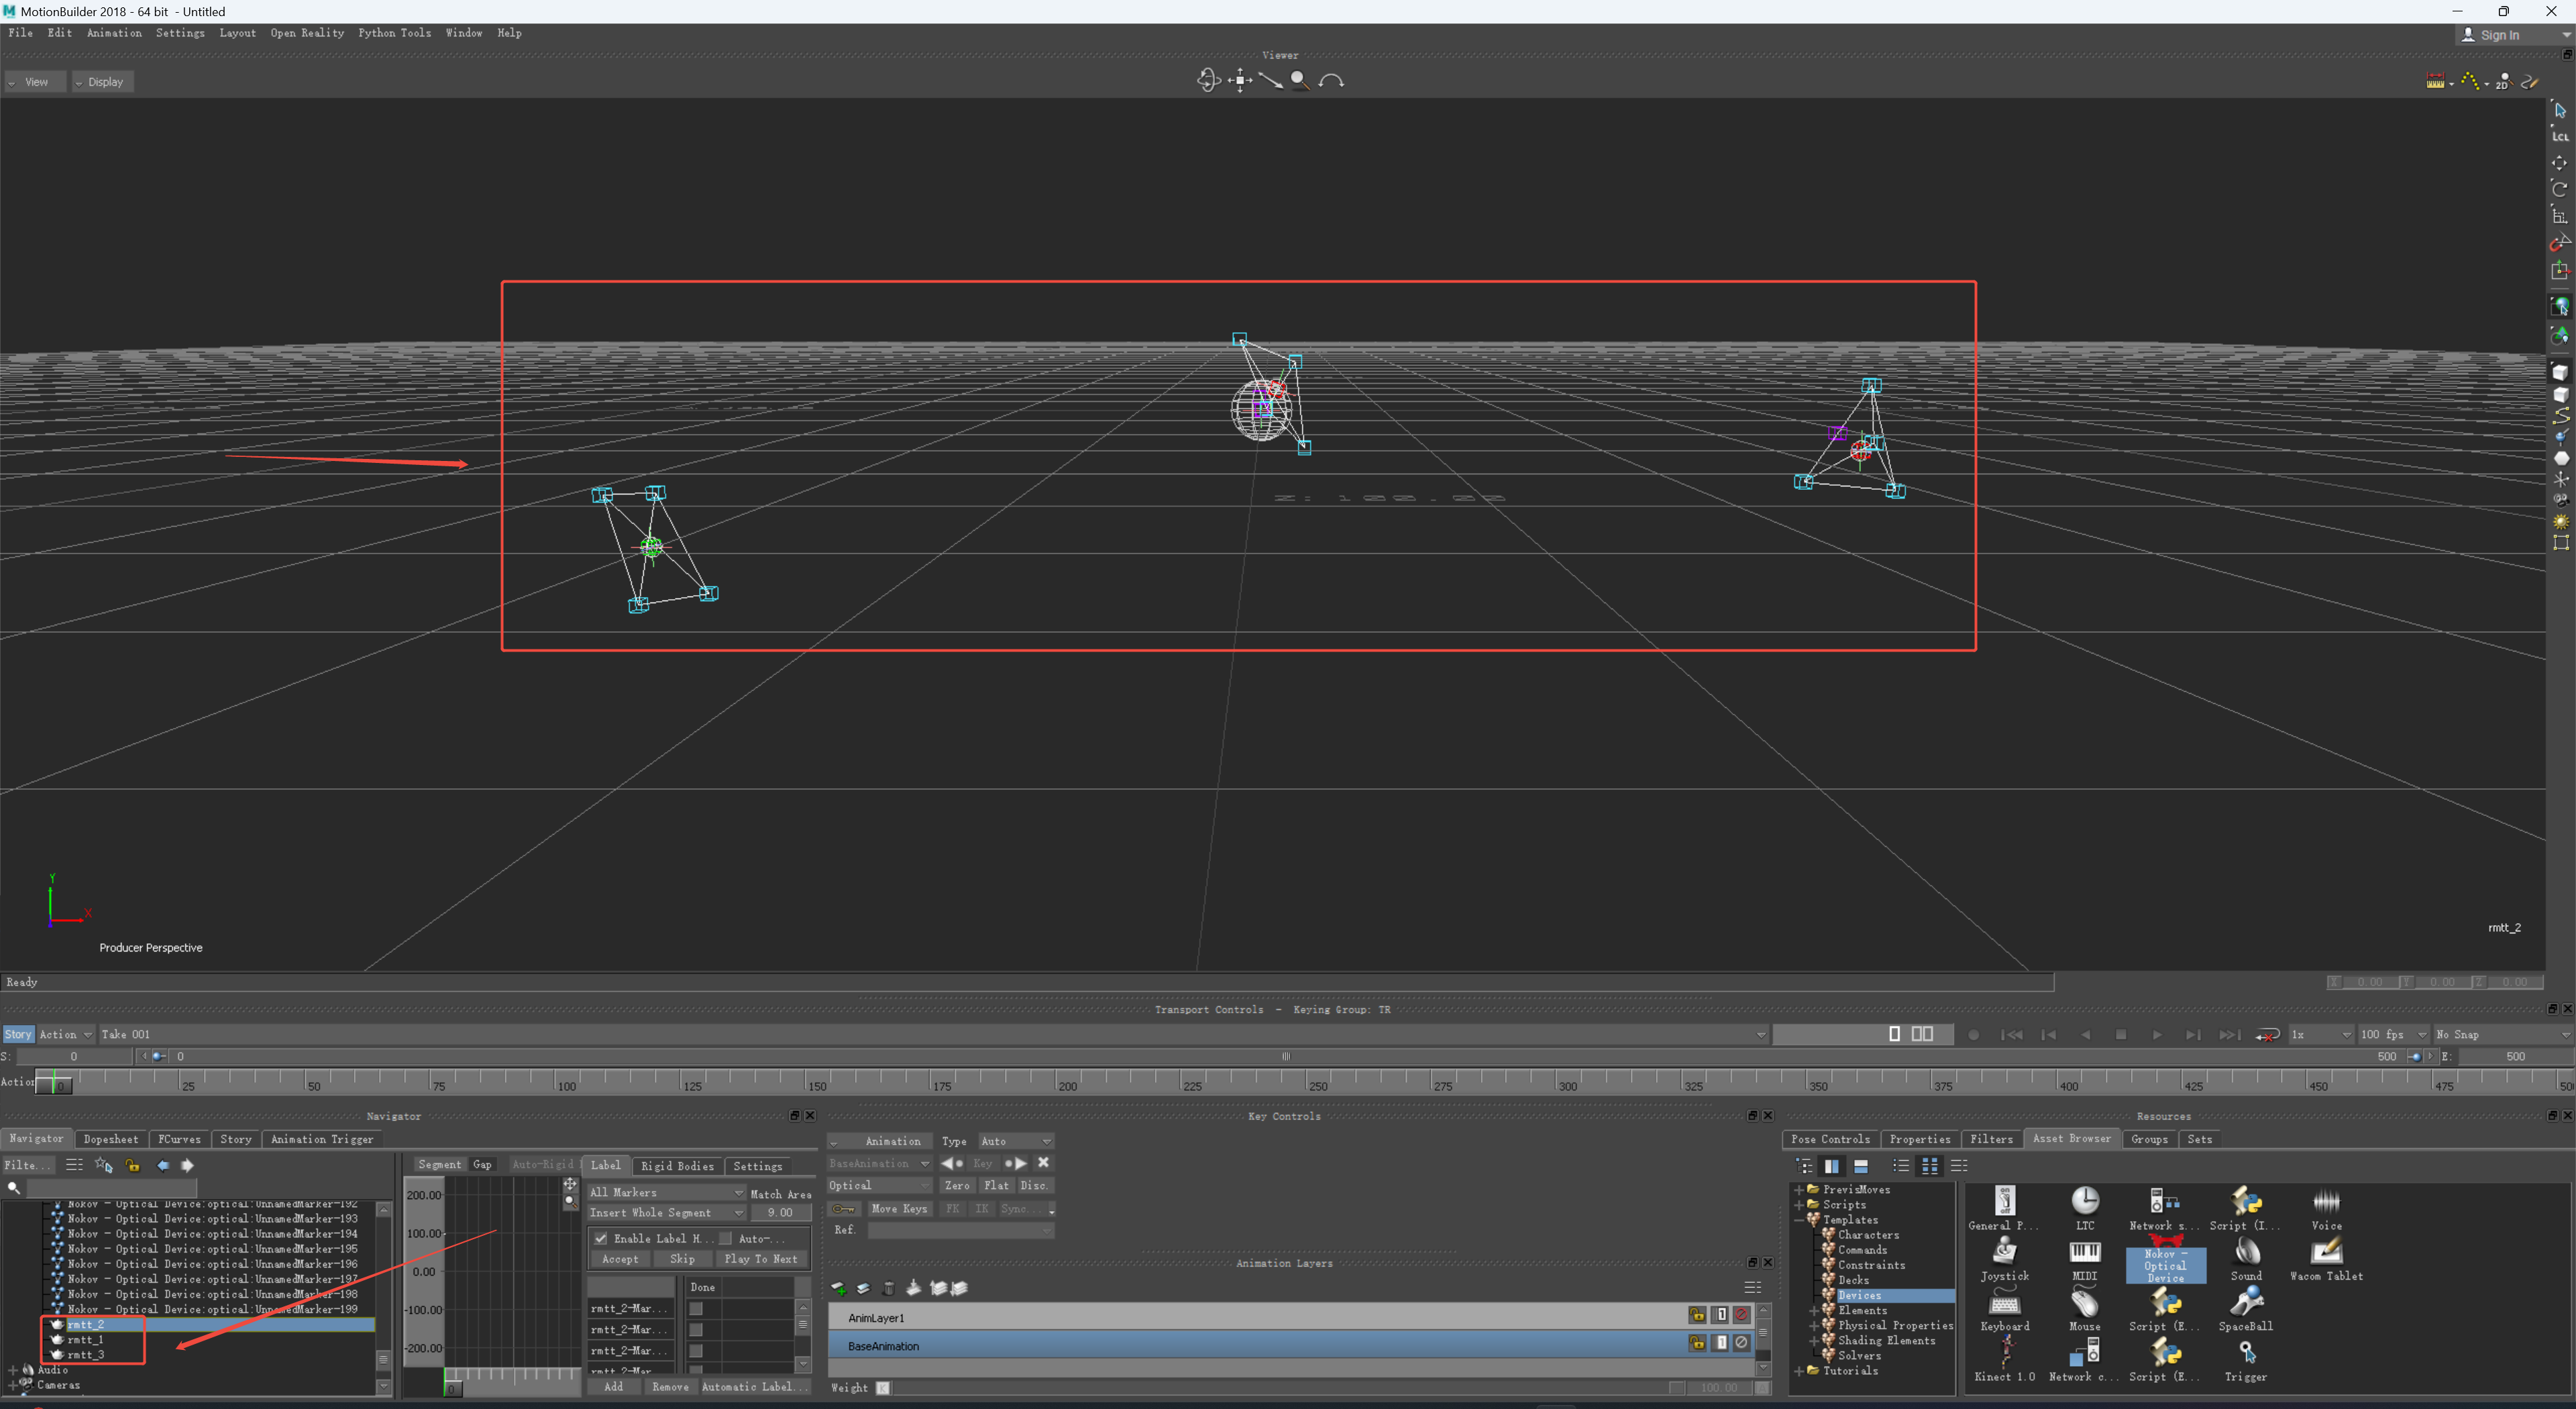 MotionBuilder 2018 - 64 bit  - Untitled
File Edit Animation Settings Layout Open Reality Python Tools Window Help
Sign In
Viewer
View Display
2D
LCL
Z: 100.00
Y
X
Producer Perspective
rmtt_2
Ready
X 0.00 Y 0.00 Z 0.00
Transport Controls - Keying Group: TR
Story Action Take 001
1x 100 fps No Snap
S: 0 0 500 E: 500
Action 0 25 50 75 100 125 150 175 200 225 250 275 300 325 350 375 400 425 450 475 500
Navigator
Navigator Dopesheet FCurves Story Animation Trigger
Filte...
Nokov - Optical Device:optical:UnnamedMarker-192
Nokov - Optical Device:optical:UnnamedMarker-193
Nokov - Optical Device:optical:UnnamedMarker-194
Nokov - Optical Device:optical:UnnamedMarker-195
Nokov - Optical Device:optical:UnnamedMarker-196
Nokov - Optical Device:optical:UnnamedMarker-197
Nokov - Optical Device:optical:UnnamedMarker-198
Nokov - Optical Device:optical:UnnamedMarker-199
rmtt_2
rmtt_1
rmtt_3
Audio
Cameras
Segment Gap Auto-Rigid
200.00
100.00
0.00
-100.00
-200.00
0
Label Rigid Bodies Settings
All Markers Match Area
Insert Whole Segment 9.00
Enable Label H... Auto-...
Accept Skip Play To Next
Done
rmtt_2-Mar...
rmtt_2-Mar...
rmtt_2-Mar...
rmtt_2-Mar...
Add Remove Automatic Label...
Key Controls
Animation Type Auto
BaseAnimation Key
Optical Zero Flat Disc.
Move Keys FK IK Sync...
Ref.
Animation Layers
AnimLayer1
BaseAnimation
Weight K 100.00
Resources
Pose Controls Properties Filters Asset Browser Groups Sets
PrevisMoves
Scripts
Templates
Characters
Commands
Constraints
Decks
Devices
Elements
Physical Properties
Shading Elements
Solvers
Tutorials
General P... LTC Network s... Script (I... Voice
Joystick MIDI Nokov - Optical Device Sound Wacom Tablet
Keyboard Mouse Script (E... SpaceBall
Kinect 1.0 Network c... Script (E... Trigger